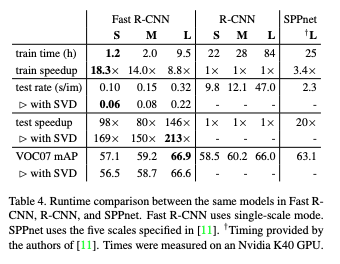 Fast R-CNN R-CNN SPPnet
S M L S M L †L
train time (h) 1.2 2.0 9.5 22 28 84 25
train speedup 18.3× 14.0× 8.8× 1× 1× 1× 3.4×
test rate (s/im) 0.10 0.15 0.32 9.8 12.1 47.0 2.3
▷ with SVD 0.06 0.08 0.22 - - - -
test speedup 98× 80× 146× 1× 1× 1× 20×
▷ with SVD 169× 150× 213× - - - -
VOC07 mAP 57.1 59.2 66.9 58.5 60.2 66.0 63.1
▷ with SVD 56.5 58.7 66.6 - - - -
Table 4. Runtime comparison between the same models in Fast R-
CNN, R-CNN, and SPPnet. Fast R-CNN uses single-scale mode.
SPPnet uses the five scales specified in [11]. †Timing provided by
the authors of [11]. Times were measured on an Nvidia K40 GPU.